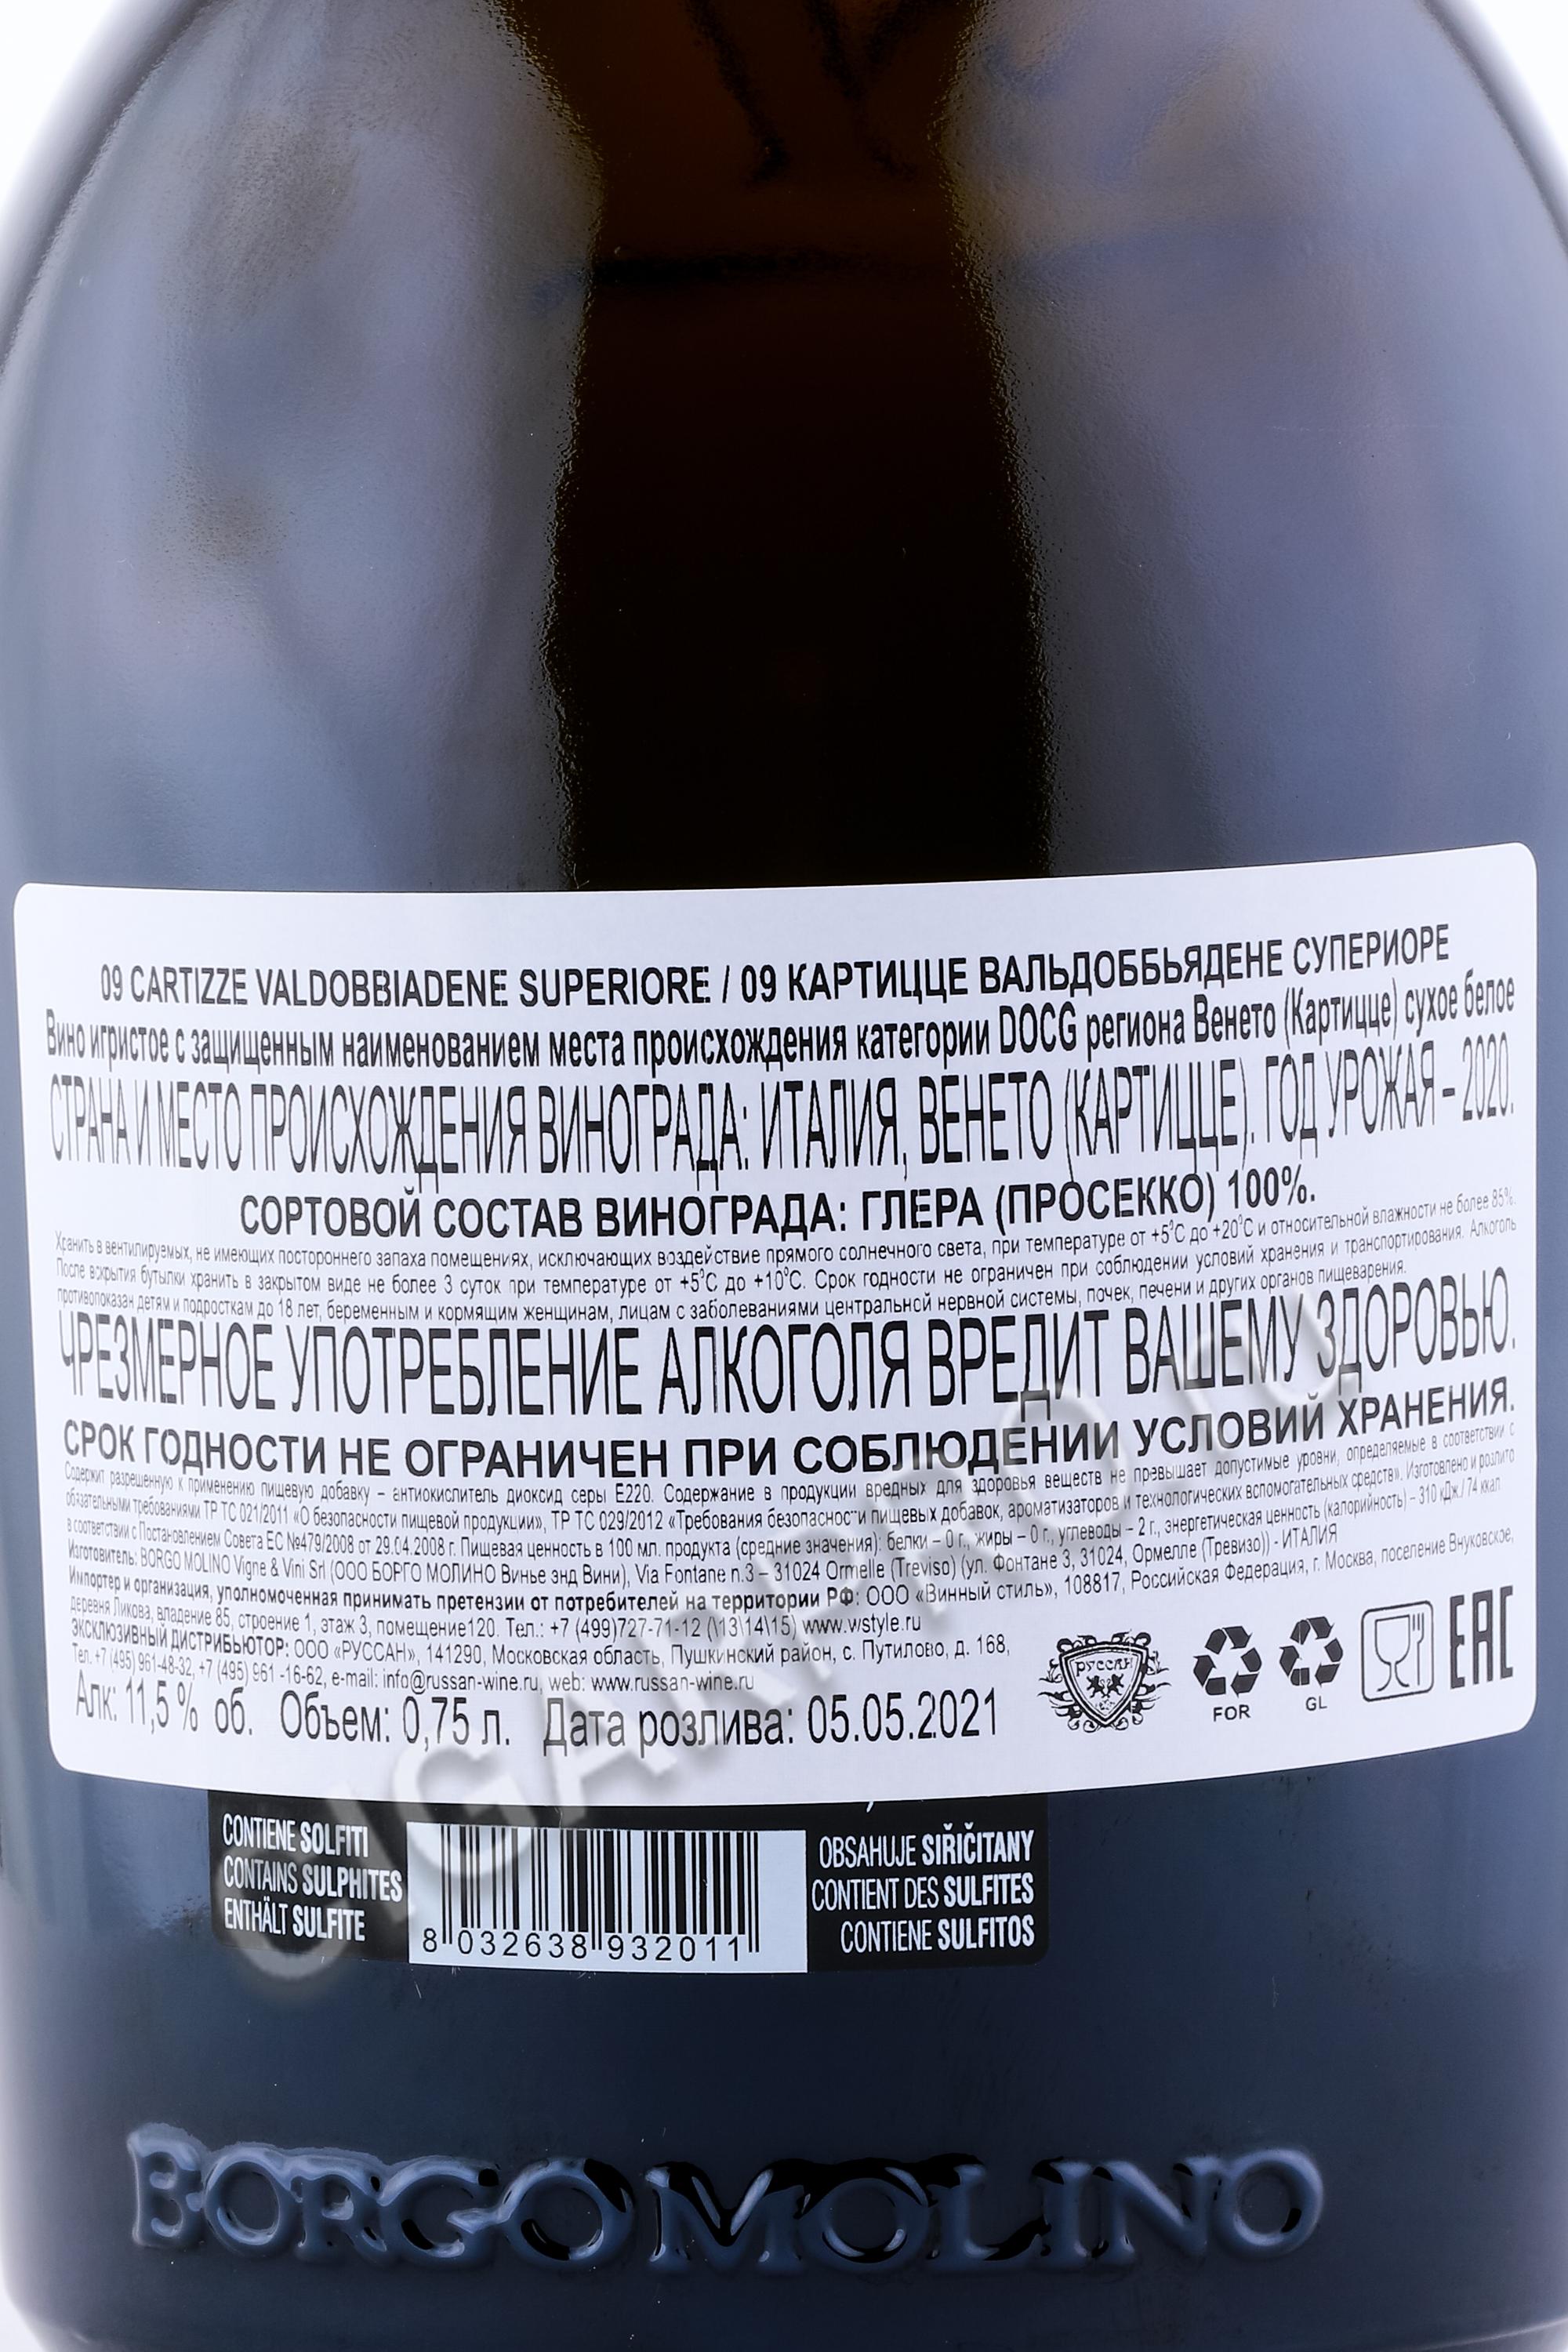 09 CARTIZZE VALDOBBIADENE SUPERIORE / 09 КАРТИЦЦЕ ВАЛЬДОББЬЯДЕНЕ СУПЕРИОРЕ
Вино игристое с защищенным наименованием места происхождения категории DOCG региона Венето (Картицце) сухое белое
СТРАНА И МЕСТО ПРОИСХОЖДЕНИЯ ВИНОГРАДА: ИТАЛИЯ, ВЕНЕТО (КАРТИЦЦЕ). ГОД УРОЖАЯ – 2020.
СОРТОВОЙ СОСТАВ ВИНОГРАДА: ГЛЕРА (ПРОСЕККО) 100%.
Хранить в вентилируемых, не имеющих постороннего запаха помещениях, исключающих воздействие прямого солнечного света, при температуре от +5°C до +20°C и относительной влажности не более 85%.
После вскрытия бутылки хранить в закрытом виде не более 3 суток при температуре от +5°C до +10°C. Срок годности не ограничен при соблюдении условий хранения и транспортирования. Алкоголь
противопоказан детям и подросткам до 18 лет, беременным и кормящим женщинам, лицам с заболеваниями центральной нервной системы, почек, печени и других органов пищеварения.
ЧРЕЗМЕРНОЕ УПОТРЕБЛЕНИЕ АЛКОГОЛЯ ВРЕДИТ ВАШЕМУ ЗДОРОВЬЮ.
СРОК ГОДНОСТИ НЕ ОГРАНИЧЕН ПРИ СОБЛЮДЕНИИ УСЛОВИЙ ХРАНЕНИЯ.
Содержит разрешенную к применению пищевую добавку – антиокислитель диоксид серы Е220. Содержание в продукции вредных для здоровья веществ не превышает допустимые уровни, определяемые в соответствии с
обязательными требованиями ТР ТС 021/2011 «О безопасности пищевой продукции», ТР ТС 029/2012 «Требования безопасности пищевых добавок, ароматизаторов и технологических вспомогательных средств». Изготовлено и розлито
в соответствии с Постановлением Совета ЕС №479/2008 от 29.04.2008 г. Пищевая ценность в 100 мл. продукта (средние значения): белки – 0 г., жиры – 0 г., углеводы – 2 г., энергетическая ценность (калорийность) – 310 кДж / 74 ккал
Изготовитель: BORGO MOLINO Vigne & Vini Srl (ООО БОРГО МОЛИНО Винье энд Вини), Via Fontane n.3 – 31024 Ormelle (Treviso) (ул. Фонтане 3, 31024, Ормелле (Тревизо)) - ИТАЛИЯ
Импортер и организация, уполномоченная принимать претензии от потребителей на территории РФ: ООО «Винный стиль», 108817, Российская Федерация, г. Москва, поселение Внуковское,
деревня Ликова, владение 85, строение 1, этаж 3, помещение120. Тел.: +7 (499)727-71-12 (\13\14\15) www.wstyle.ru
ЭКСКЛЮЗИВНЫЙ ДИСТРИБЬЮТОР: ООО «РУССАН», 141290, Московская область, Пушкинский район, с. Путилово, д. 168,
Тел. +7 (495) 961-48-32, +7 (495) 961 -16-62, e-mail: info@russan-wine.ru, web: www.russan-wine.ru
Алк: 11,5 % об. Объем: 0,75 л. Дата розлива: 05.05.2021
РУССАН
FOR
GL
EAC
CONTIENE SOLFITI
CONTAINS SULPHITES
ENTHÄLT SULFITE
8 032638 932011
OBSAHUJE SIŘIČITANY
CONTIENT DES SULFITES
CONTIENE SULFITOS
BORGO MOLINO
CIGARPRO.ru